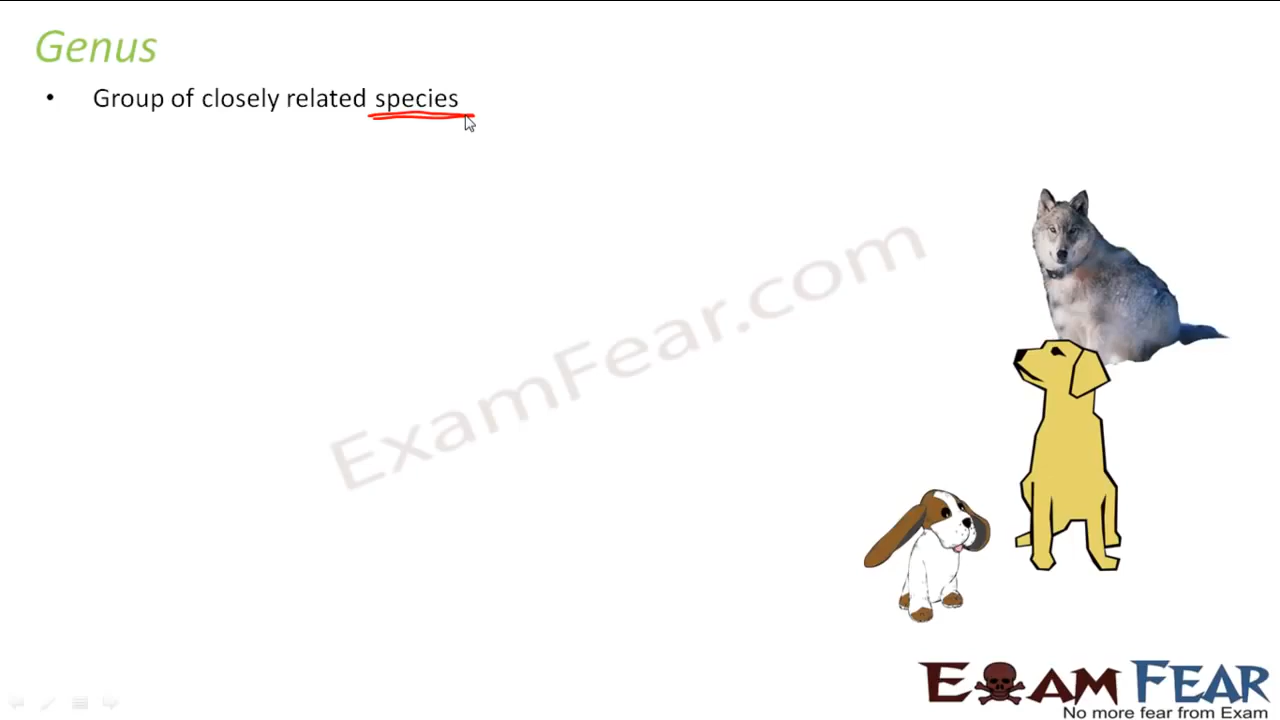 Genus
• Group of closely related species
ExamFear.com
EXAM FEAR
No more fear from Exam